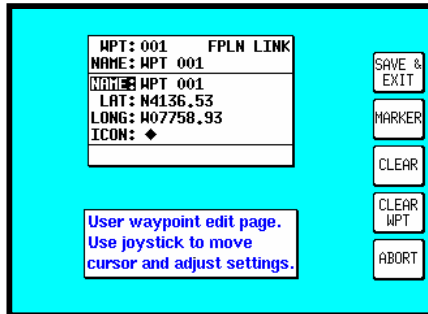 WPT: 001 FPLN LINK
NAME: WPT 001
NAME: WPT 001
LAT: N4136.53
LONG: W07758.93
ICON: ◆
User waypoint edit page.
Use joystick to move
cursor and adjust settings.
SAVE &
EXIT
MARKER
CLEAR
CLEAR
WPT
ABORT